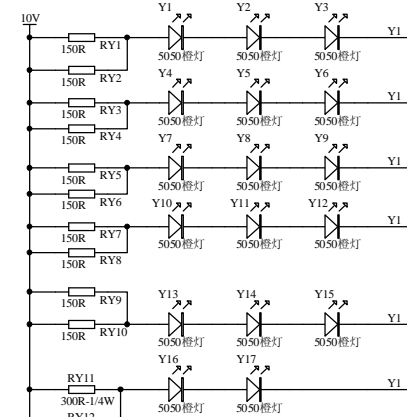 Y1 Y2 Y3
10V
150R RY1 Y1
5050橙灯 5050橙灯 5050橙灯
RY2
150R
Y4 Y5 Y6
150R RY3 Y1
5050橙灯 5050橙灯 5050橙灯
150R RY4
Y7 Y8 Y9
150R RY5 Y1
5050橙灯 5050橙灯 5050橙灯
150R RY6
Y10 Y11 Y12
150R RY7 Y1
5050橙灯 5050橙灯 5050橙灯
150R RY8
150R RY9 Y13 Y14 Y15
150R RY10 Y1
5050橙灯 5050橙灯 5050橙灯
Y16 Y17
RY11 Y1
300R-1/4W
5050橙灯 5050橙灯
RY12